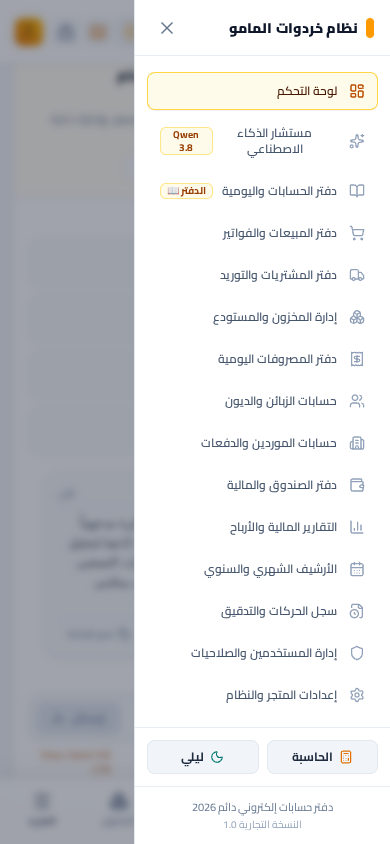 نظام خردوات المامو
لوحة التحكم
مستشار الذكاء
الاصطناعي
Qwen
3.8
دفتر الحسابات واليومية
الدفتر 📖
دفتر المبيعات والفواتير
دفتر المشتريات والتوريد
إدارة المخزون والمستودع
دفتر المصروفات اليومية
حسابات الزبائن والديون
حسابات الموردين والدفعات
دفتر الصندوق والمالية
التقارير المالية والأرباح
الأرشيف الشهري والسنوي
سجل الحركات والتدقيق
إدارة المستخدمين والصلاحيات
إعدادات المتجر والنظام
الحاسبة
ليلي
دفتر حسابات إلكتروني دائم 2026
النسخة التجارية 1.0